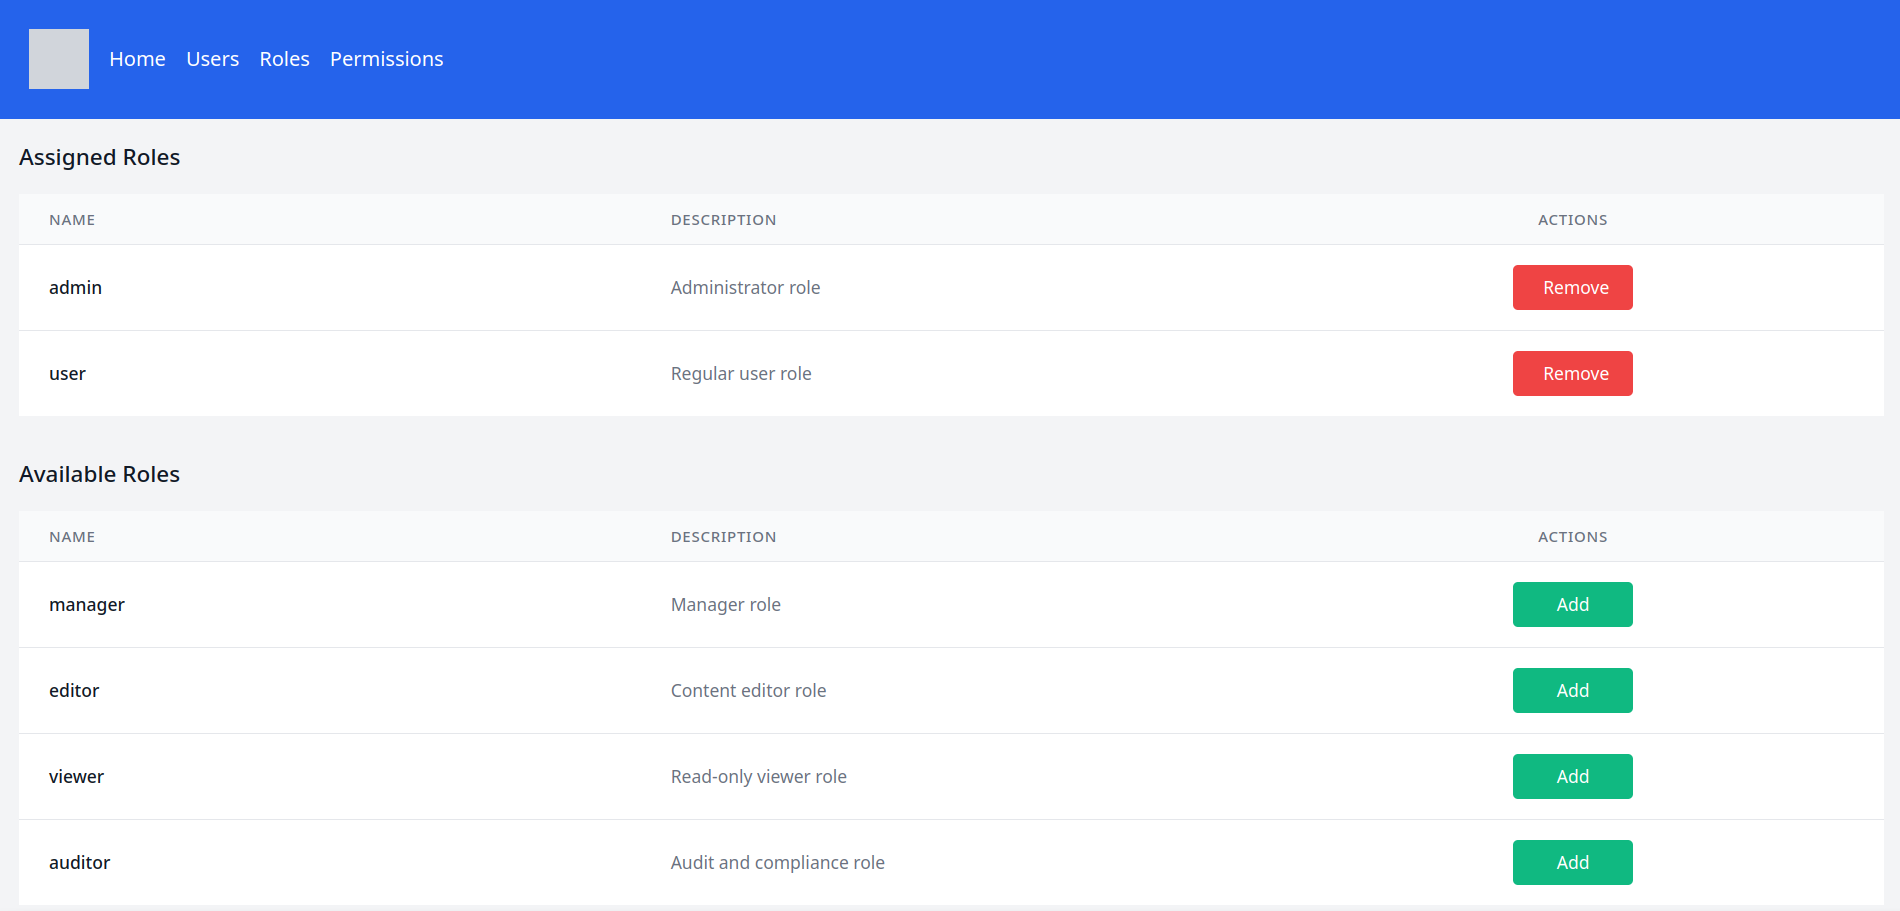 Home Users Roles Permissions
Assigned Roles
NAME DESCRIPTION ACTIONS
admin Administrator role Remove
user Regular user role Remove
Available Roles
NAME DESCRIPTION ACTIONS
manager Manager role Add
editor Content editor role Add
viewer Read-only viewer role Add
auditor Audit and compliance role Add